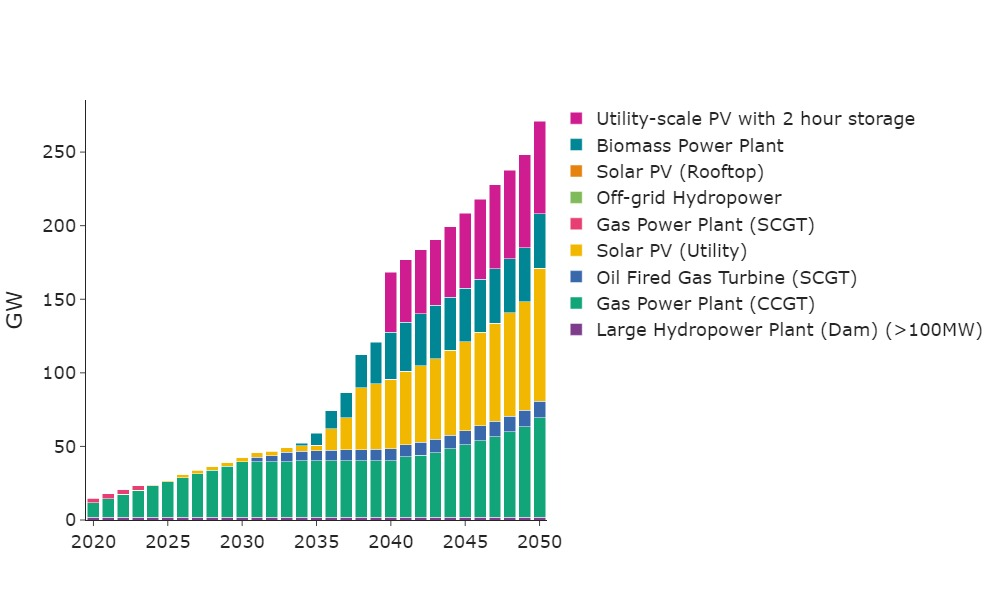 GW
250
200
150
100
50
0
2020 2025 2030 2035 2040 2045 2050
Utility-scale PV with 2 hour storage
Biomass Power Plant
Solar PV (Rooftop)
Off-grid Hydropower
Gas Power Plant (SCGT)
Solar PV (Utility)
Oil Fired Gas Turbine (SCGT)
Gas Power Plant (CCGT)
Large Hydropower Plant (Dam) (>100MW)